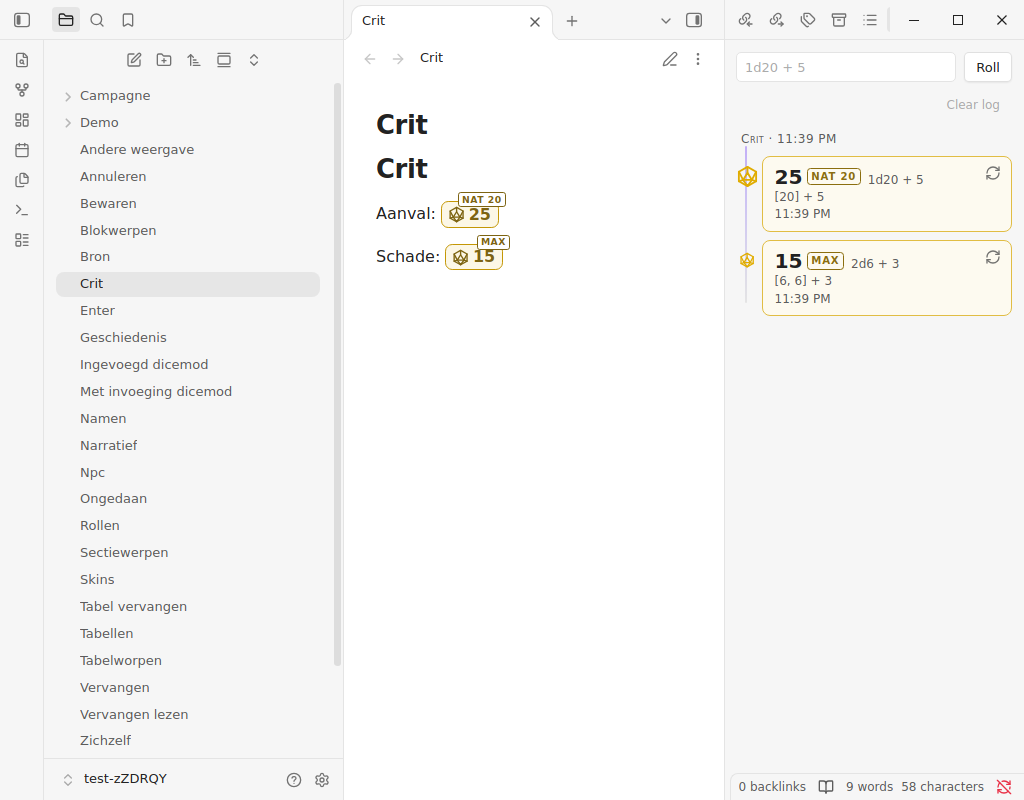 Crit
Crit
1d20 + 5
Roll
Clear log
Campagne
Demo
Andere weergave
Annuleren
Bewaren
Blokwerpen
Bron
Crit
Enter
Geschiedenis
Ingevoegd dicemod
Met invoeging dicemod
Namen
Narratief
Npc
Ongedaan
Rollen
Sectiewerpen
Skins
Tabel vervangen
Tabellen
Tabelworpen
Vervangen
Vervangen lezen
Zichzelf
test-zZDRQY
Crit
Crit
Aanval: 25 NAT 20
Schade: 15 MAX
Crit · 11:39 PM
25 NAT 20 1d20 + 5
[20] + 5
11:39 PM
15 MAX 2d6 + 3
[6, 6] + 3
11:39 PM
0 backlinks 9 words 58 characters